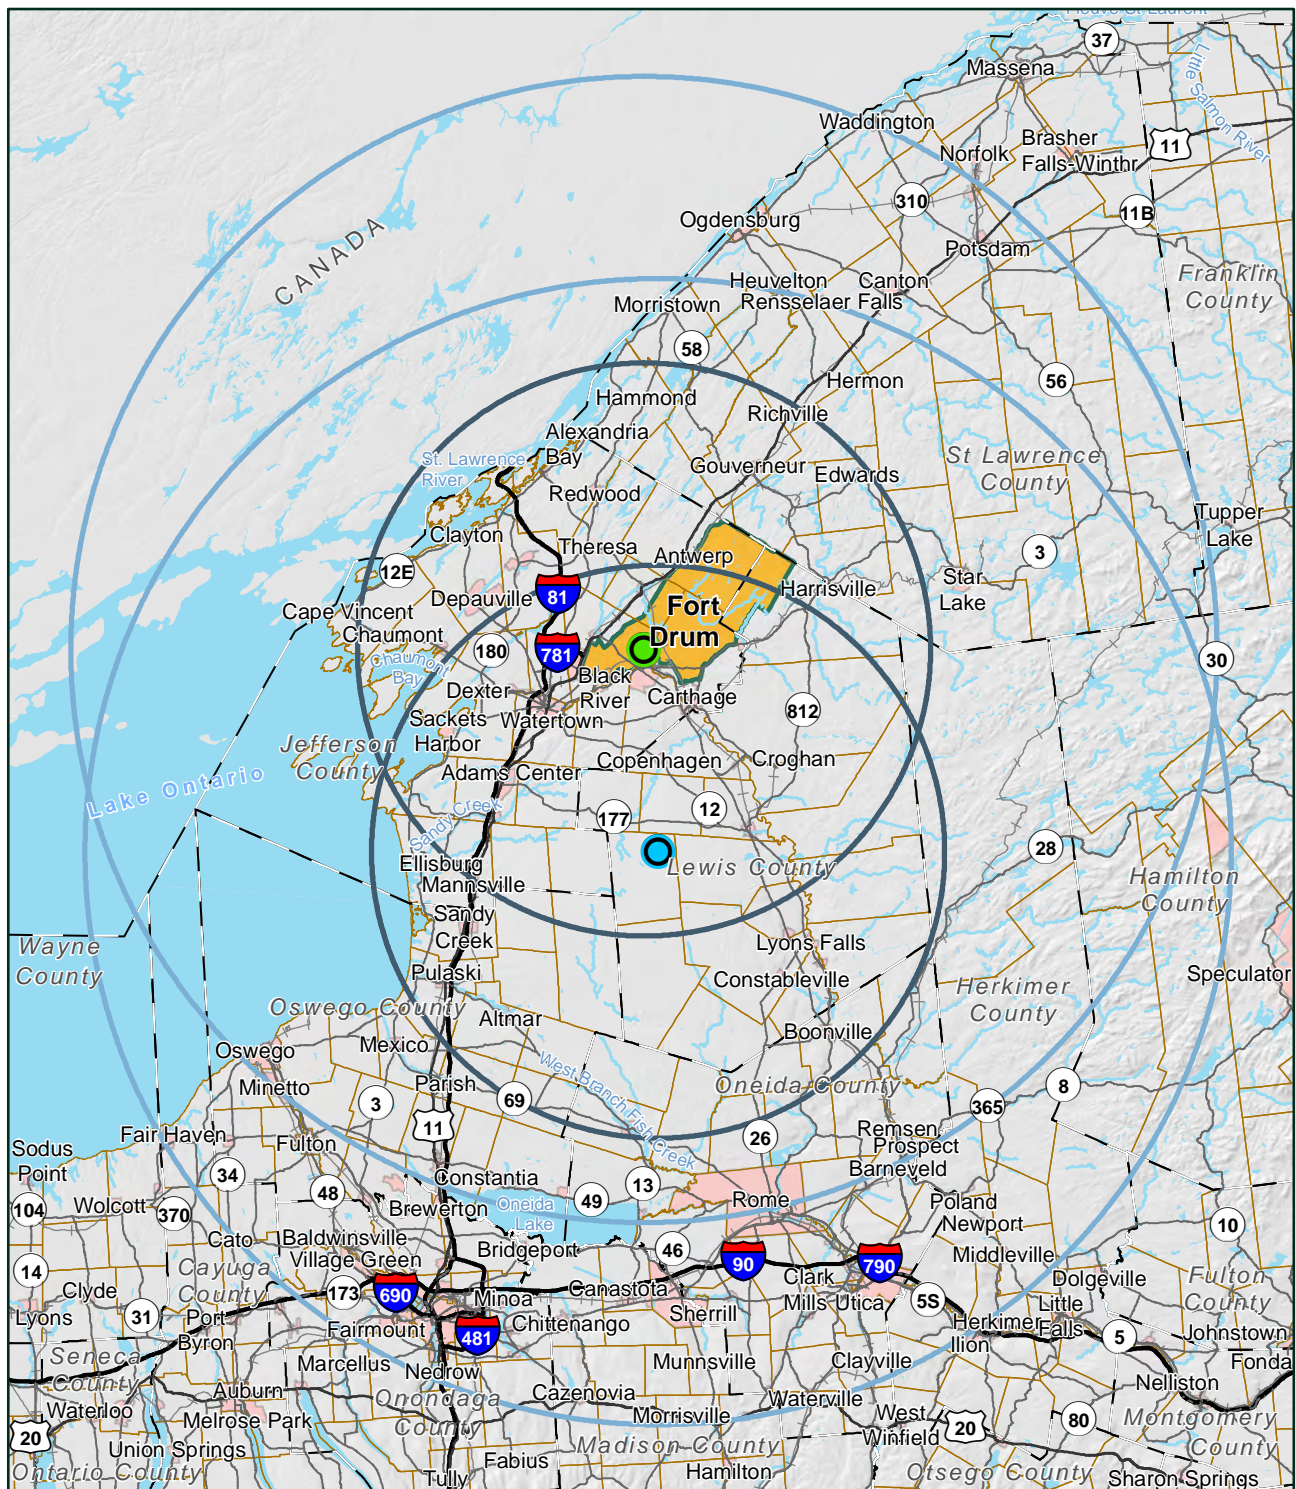 Fleuve St-Laurent
37
Massena
Little Salmon River
Waddington
Brasher
Falls-Winthr
11
Norfolk
310
11B
Ogdensburg
Potsdam
CANADA
Franklin
County
Heuvelton
Canton
Rensselaer Falls
Morristown
58
56
Hermon
Hammond
Richville
Alexandria
Bay
St. Lawrence
River
Gouverneur
Edwards
St Lawrence
County
Redwood
Tupper
Lake
Clayton
Theresa
Antwerp
3
12E
Star
Lake
Harrisville
Depauville
81
Cape Vincent
Fort
Drum
Chaumont
180
781
30
Chaumont
Bay
Black
River
Dexter
Carthage
812
Sackets
Harbor
Watertown
Jefferson
County
Copenhagen
Croghan
Adams Center
Lake Ontario
Sandy Creek
177
12
28
Ellisburg
Lewis County
Mannsville
Hamilton
County
Sandy
Creek
Wayne
County
Lyons Falls
Pulaski
Constableville
Speculator
Herkimer
County
Oswego County
Altmar
Boonville
Oswego
Mexico
Minetto
Parish
West Branch Fish Creek
Oneida County
8
3
69
365
11
26
Fair Haven
Fulton
Remsen
Prospect
Barneveld
Sodus
Point
34
Constantia
13
48
49
Rome
Poland
104
Wolcott
370
Brewerton
Oneida
Lake
Newport
10
Cato
Baldwinsville
Village Green
Bridgeport
46
90
790
Middleville
14
Cayuga
County
Clark
Mills
Utica
Dolgeville
Fulton
County
Clyde
173
690
Canastota
5S
Lyons
31
Port
Byron
Minoa
Sherrill
Little
Falls
Fairmount
481
Chittenango
Herkimer
Ilion
5
Johnstown
Seneca
County
Marcellus
Munnsville
Clayville
Fonda
Nedrow
Auburn
Onondaga
County
Cazenovia
Waterville
Nelliston
Waterloo
Melrose Park
Morrisville
West
Winfield
20
80
Montgomery
County
20
Union Springs
Madison County
Fabius
Ontario County
Tully
Hamilton
Otsego County
Sharon Springs